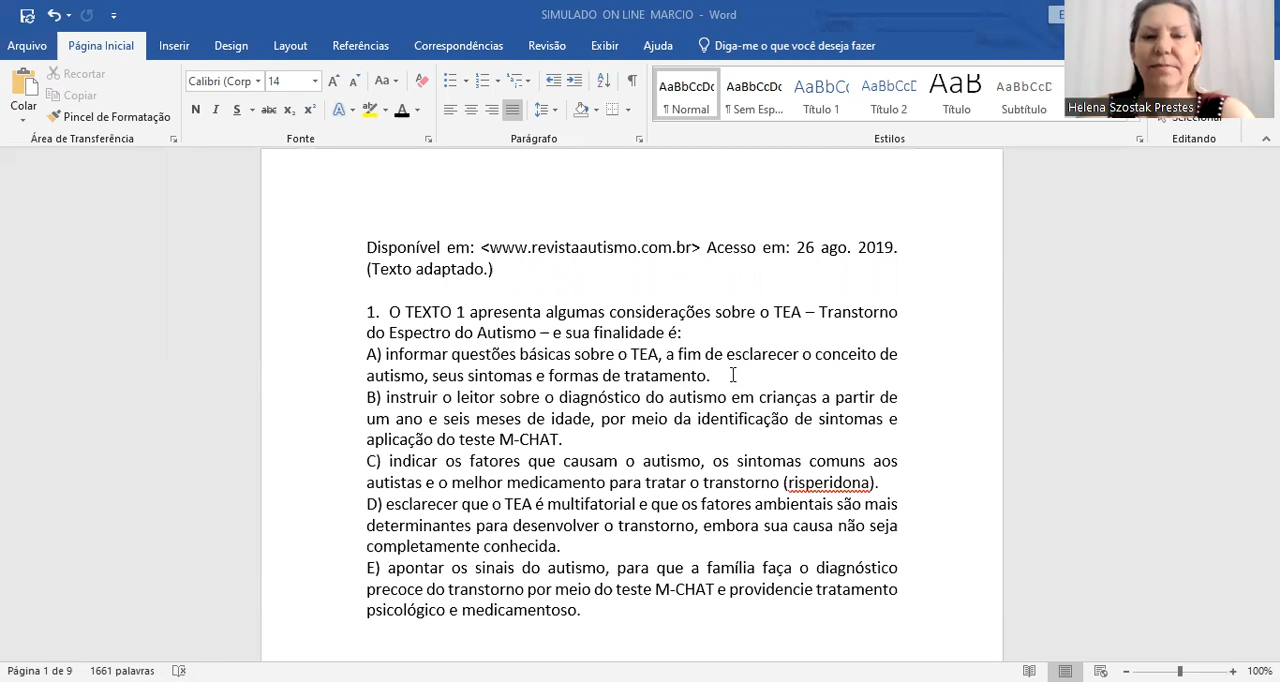 SIMULADO ON LINE MARCIO - Word
Arquivo
Página Inicial
Inserir
Design
Layout
Referências
Correspondências
Revisão
Exibir
Ajuda
Diga-me o que você deseja fazer
Colar
Recortar
Copiar
Pincel de Formatação
Área de Transferência
Calibri (Corp
14
Fonte
Parágrafo
AaBbCcDc
¶ Normal
AaBbCcDc
¶ Sem Esp...
AaBbCc
Título 1
AaBbCcD
Título 2
AaB
Título
AaBbCcD
Subtítulo
Estilos
Helena Szostak Prestes
Editando
Disponível em: <www.revistaautismo.com.br> Acesso em: 26 ago. 2019.
(Texto adaptado.)
1. O TEXTO 1 apresenta algumas considerações sobre o TEA – Transtorno
do Espectro do Autismo – e sua finalidade é:
A) informar questões básicas sobre o TEA, a fim de esclarecer o conceito de
autismo, seus sintomas e formas de tratamento.
B) instruir o leitor sobre o diagnóstico do autismo em crianças a partir de
um ano e seis meses de idade, por meio da identificação de sintomas e
aplicação do teste M-CHAT.
C) indicar os fatores que causam o autismo, os sintomas comuns aos
autistas e o melhor medicamento para tratar o transtorno (risperidona).
D) esclarecer que o TEA é multifatorial e que os fatores ambientais são mais
determinantes para desenvolver o transtorno, embora sua causa não seja
completamente conhecida.
E) apontar os sinais do autismo, para que a família faça o diagnóstico
precoce do transtorno por meio do teste M-CHAT e providencie tratamento
psicológico e medicamentoso.
Página 1 de 9
1661 palavras
100%